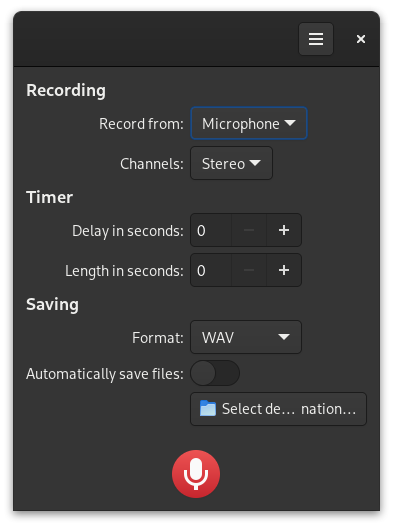 Recording
Record from: Microphone
Channels: Stereo
Timer
Delay in seconds: 0
Length in seconds: 0
Saving
Format: WAV
Automatically save files:
Select de... nation...